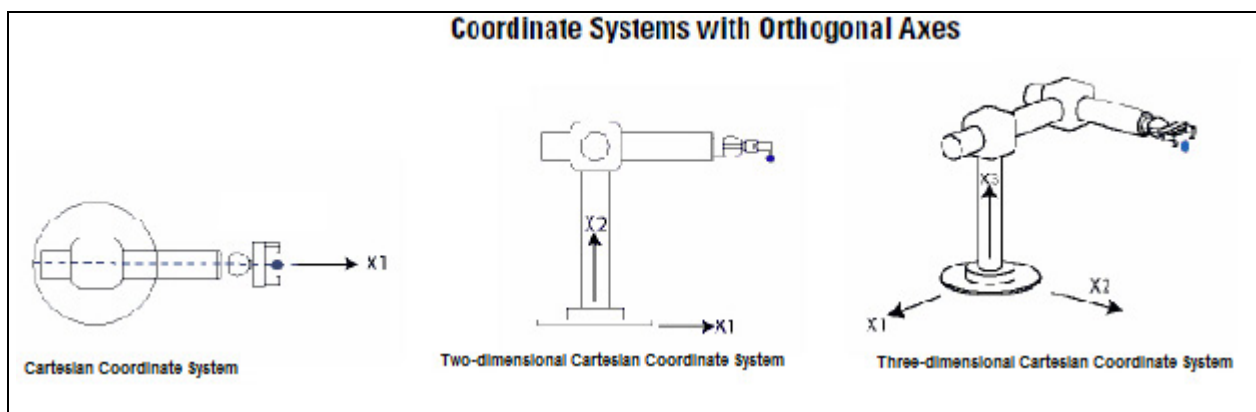 Coordinate Systems with Orthogonal Axes
X1
Cartesian Coordinate System
X2
X1
Two-dimensional Cartesian Coordinate System
X3
X1
X2
Three-dimensional Cartesian Coordinate System